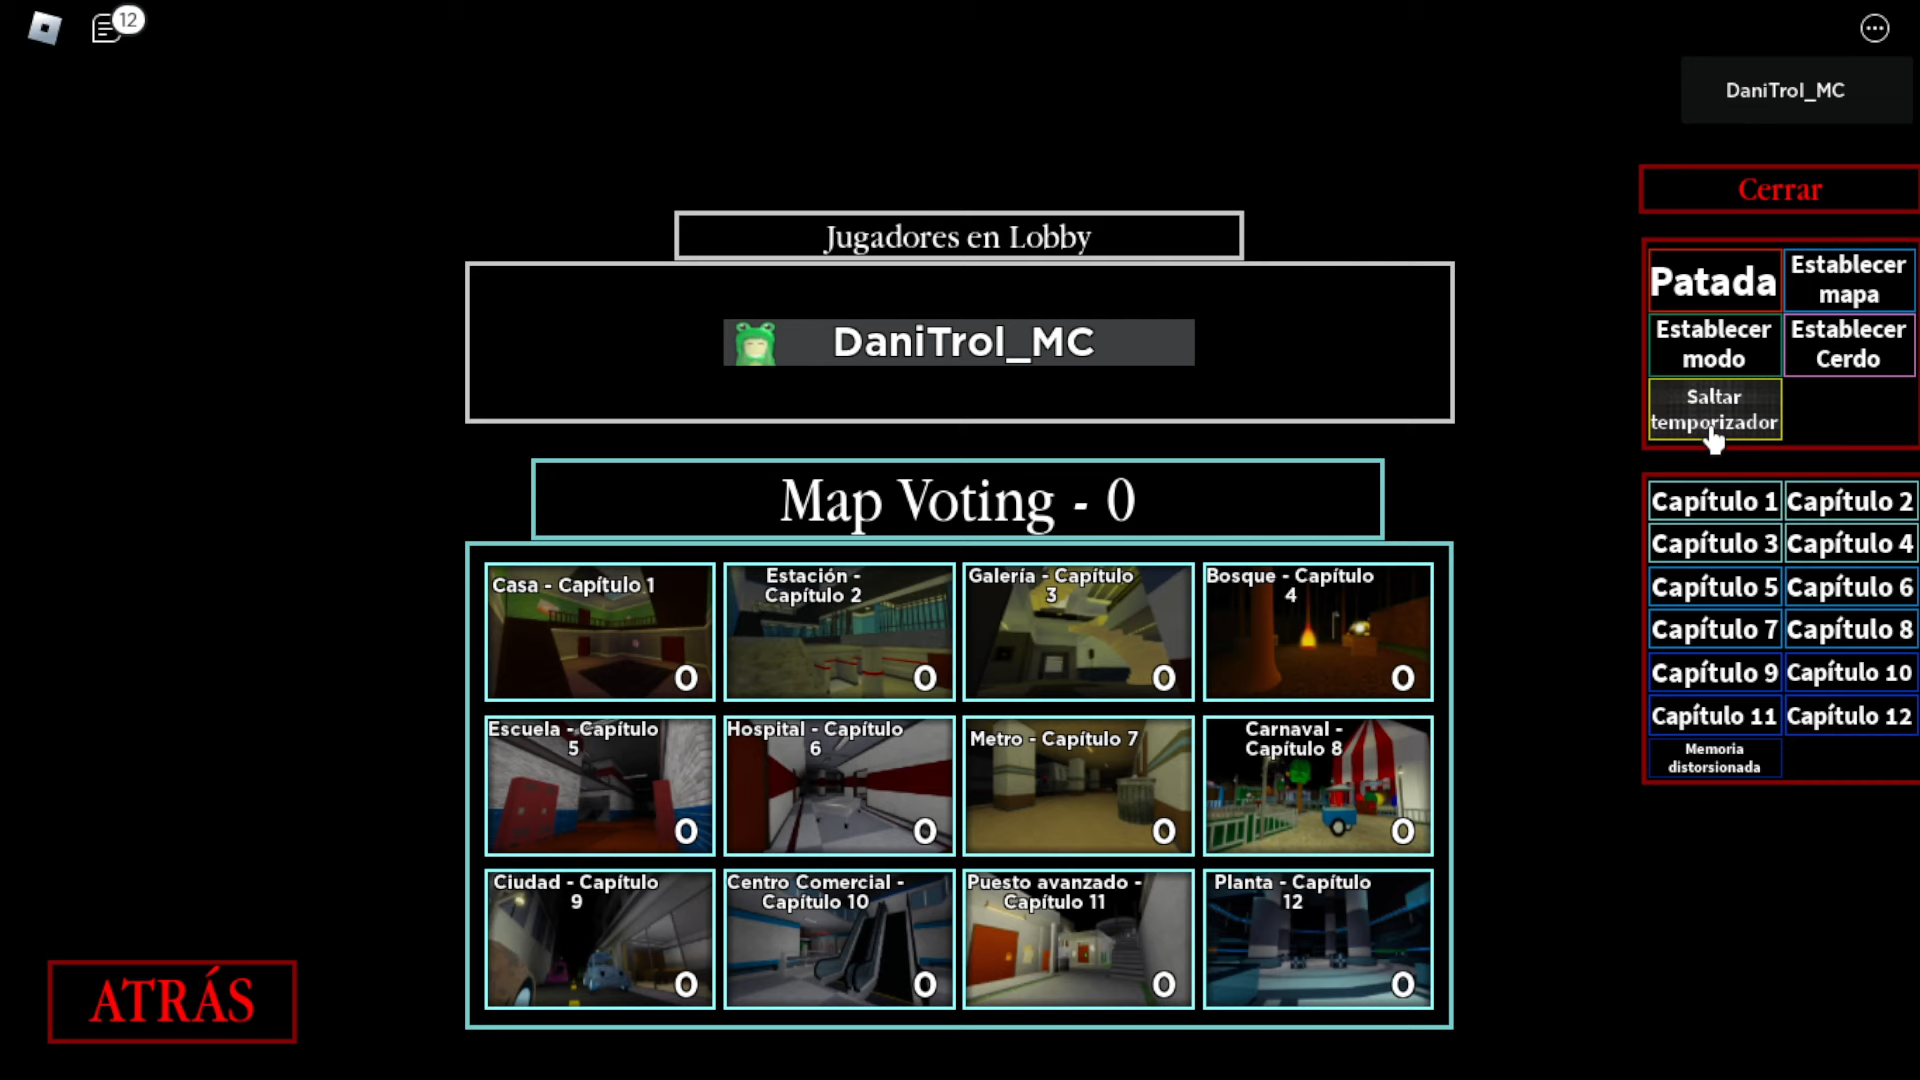 12
DaniTrol_MC
Cerrar
Jugadores en Lobby
DaniTrol_MC
Patada
Establecer
mapa
Establecer
modo
Establecer
Cerdo
Saltar
temporizador
Map Voting - 0
Casa - Capítulo 1
0
Estación -
Capítulo 2
0
Galería - Capítulo
3
0
Bosque - Capítulo
4
0
Escuela - Capítulo
5
0
Hospital - Capítulo
6
0
Metro - Capítulo 7
0
Carnaval -
Capítulo 8
0
Ciudad - Capítulo
9
0
Centro Comercial -
Capítulo 10
0
Puesto avanzado -
Capítulo 11
0
Planta - Capítulo
12
0
Capítulo 1
Capítulo 2
Capítulo 3
Capítulo 4
Capítulo 5
Capítulo 6
Capítulo 7
Capítulo 8
Capítulo 9
Capítulo 10
Capítulo 11
Capítulo 12
Memoria
distorsionada
ATRÁS